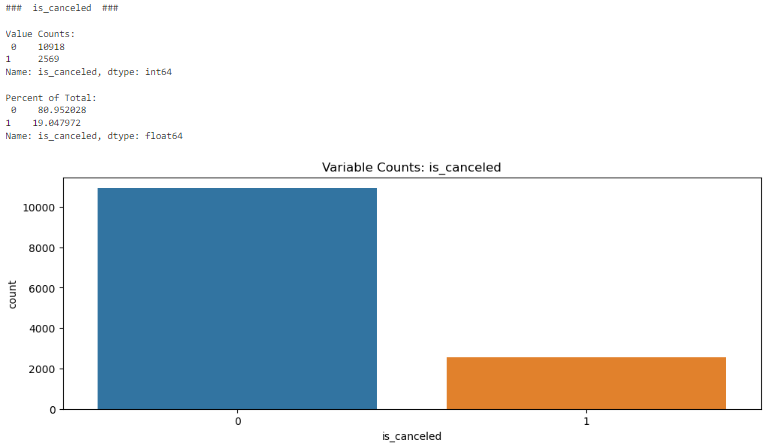 ###  is_canceled  ###
Value Counts:
0    10918
1    2569
Name: is_canceled, dtype: int64
Percent of Total:
0    80.952028
1    19.047972
Name: is_canceled, dtype: float64
Variable Counts: is_canceled
10000
8000
6000
4000
2000
0
count
0 1
is_canceled